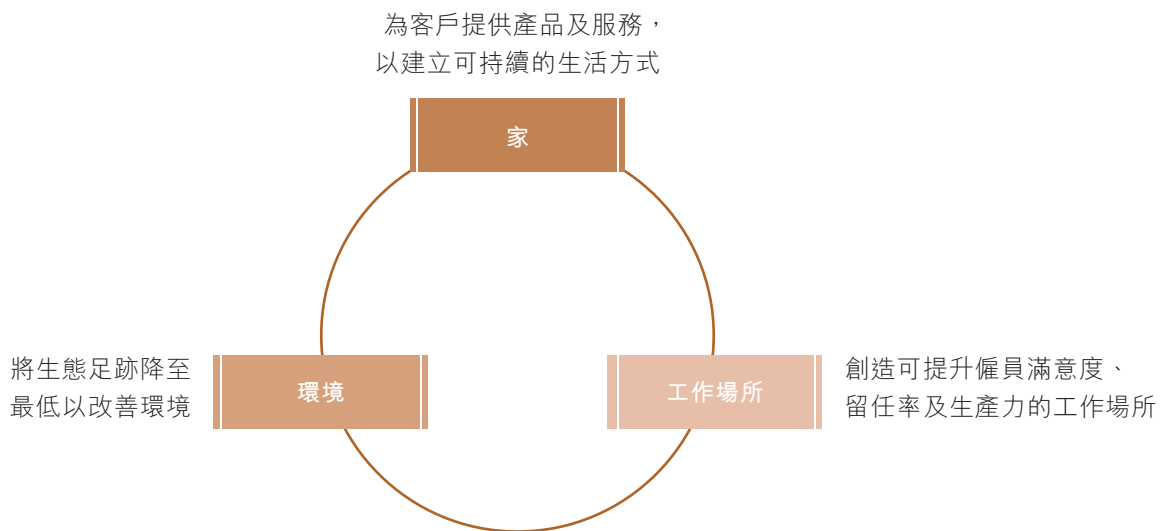 為客戶提供產品及服務，
以建立可持續的生活方式
家
將生態足跡降至
最低以改善環境
環境
工作場所
創造可提升僱員滿意度、
留任率及生產力的工作場所